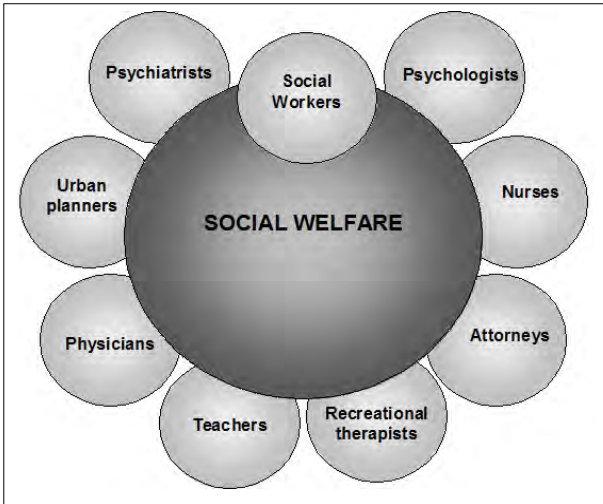 Psychiatrists
Social
Workers
Psychologists
Urban
planners
Nurses
SOCIAL WELFARE
Physicians
Attorneys
Teachers
Recreational
therapists